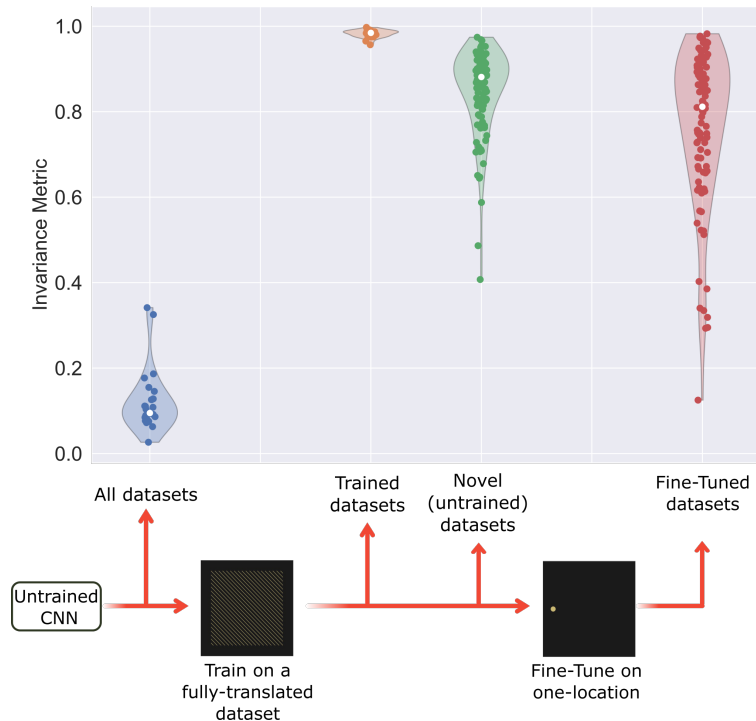 1.0
0.8
0.6
0.4
0.2
0.0
Invariance Metric
All datasets
Trained
datasets
Novel
(untrained)
datasets
Fine-Tuned
datasets
Untrained
CNN
Train on a
fully-translated
dataset
Fine-Tune on
one-location